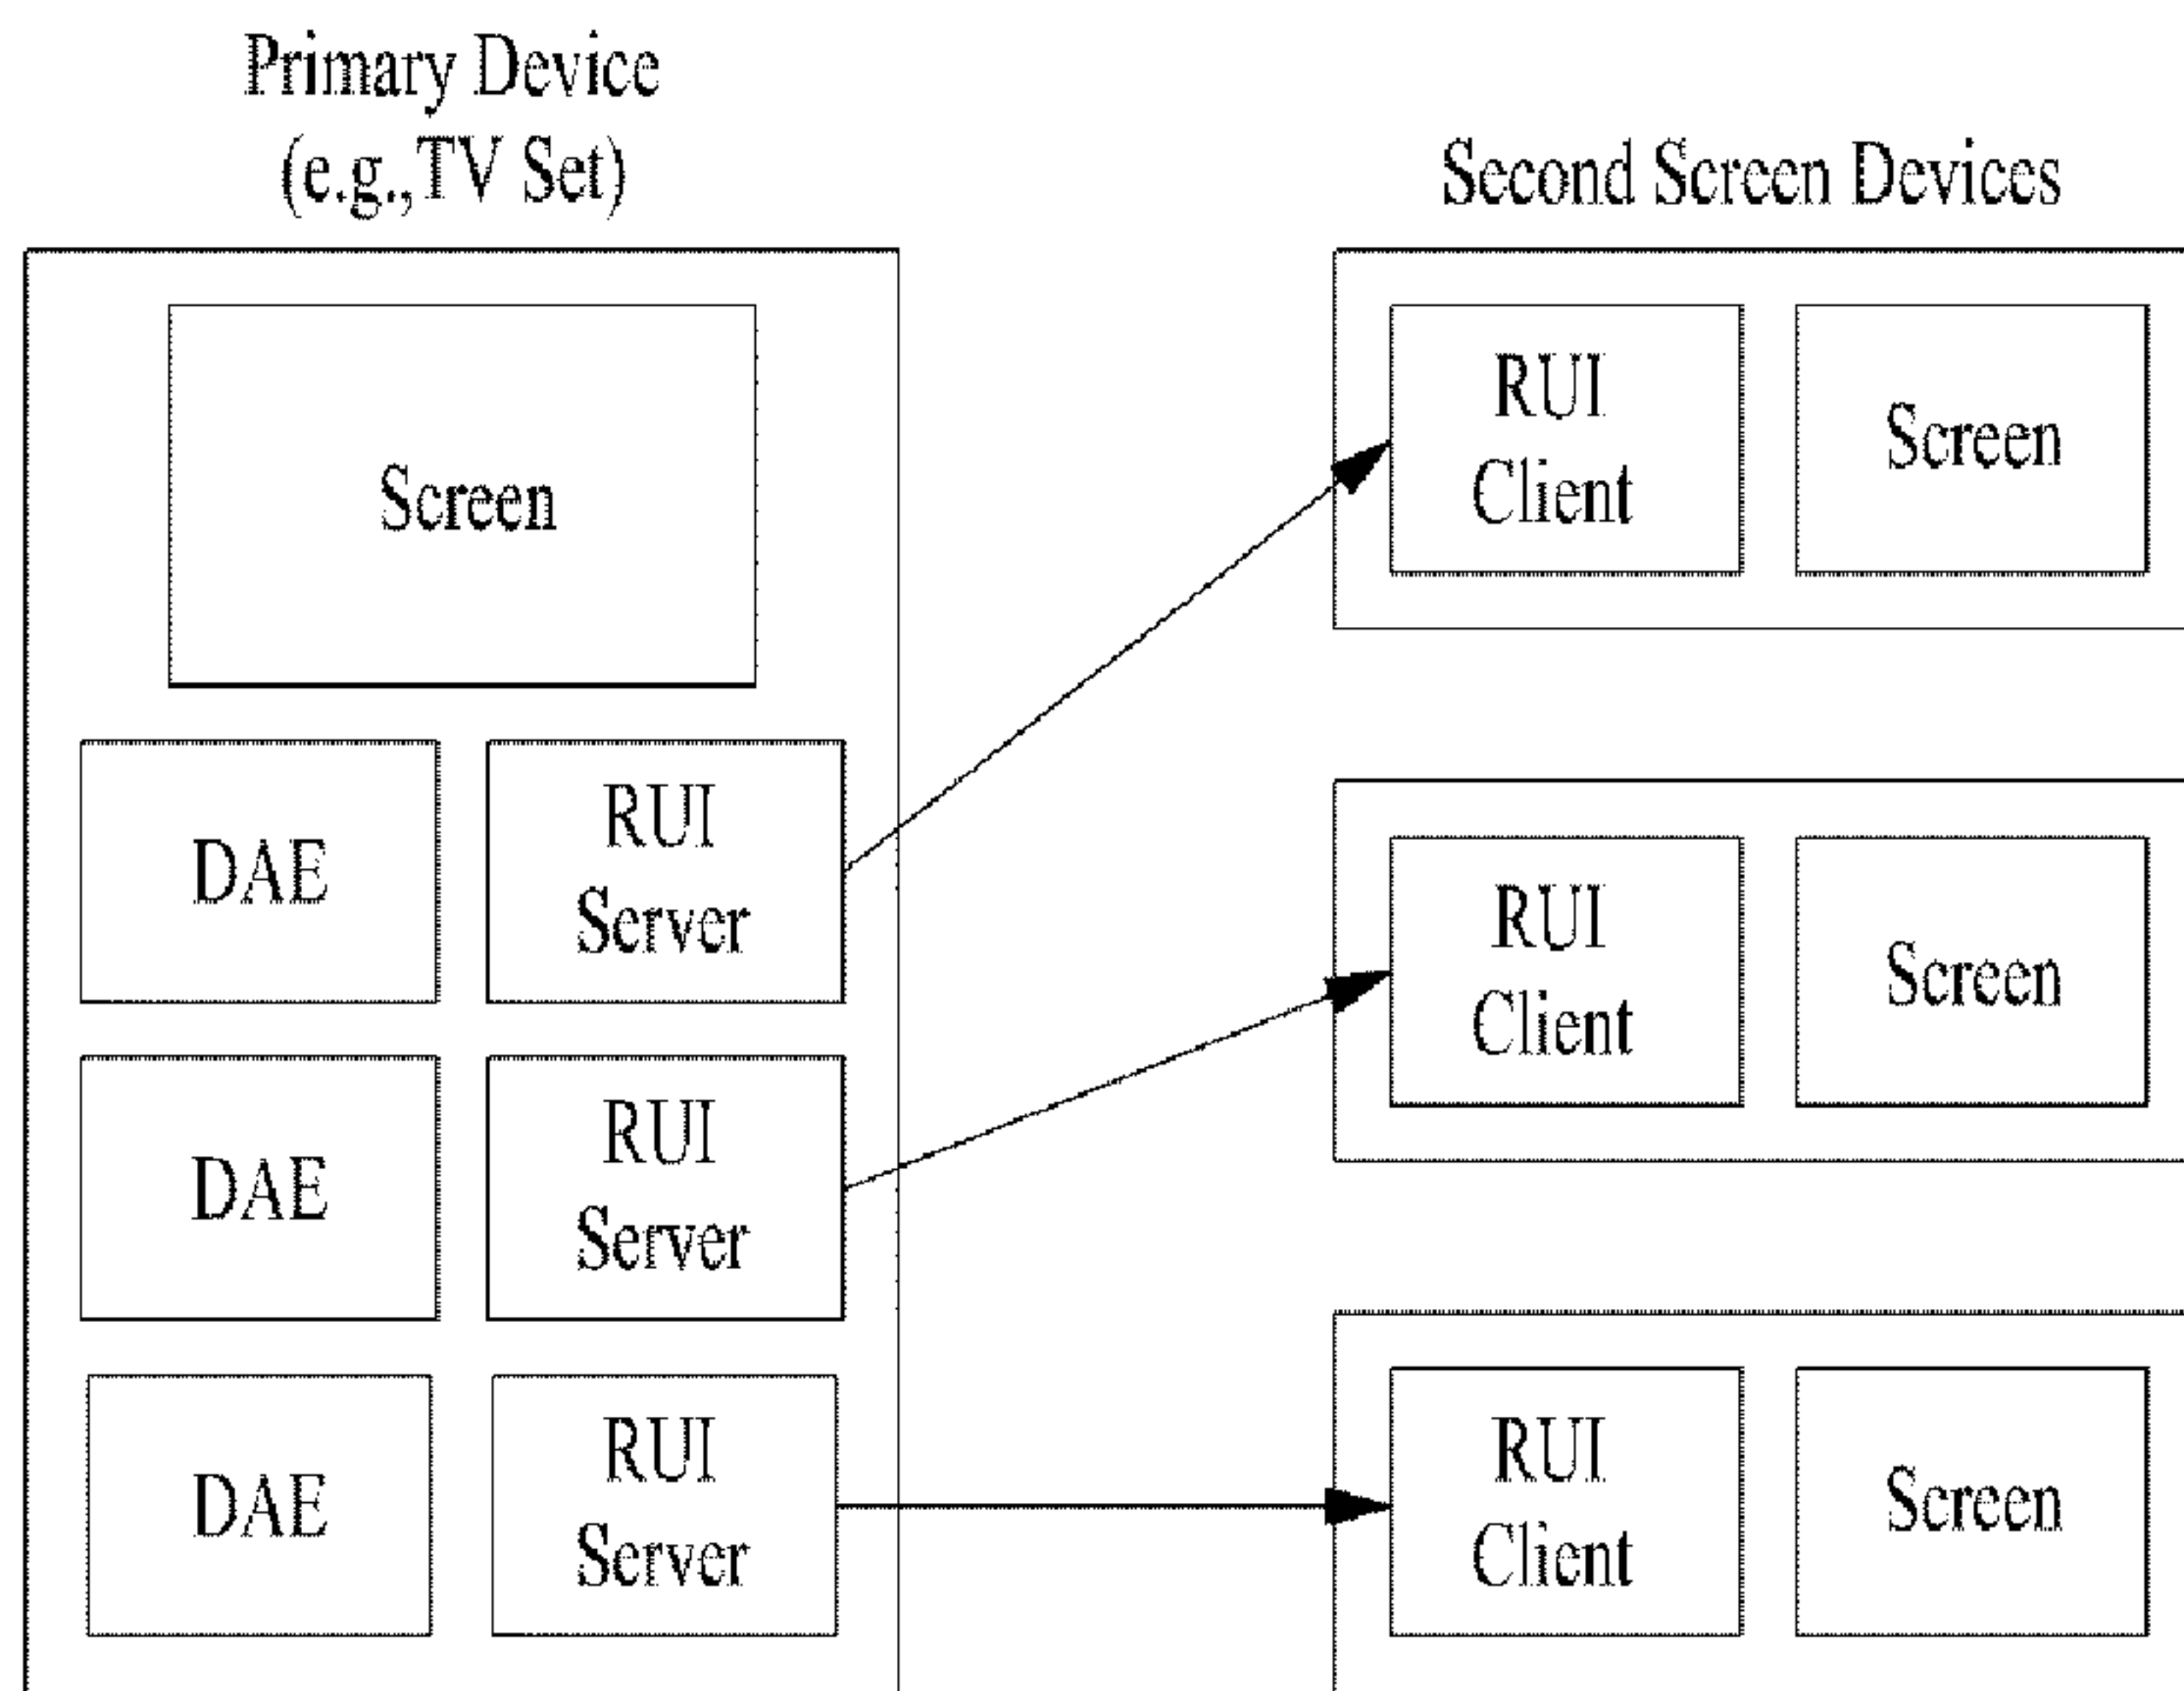 Primary Device
(e.g.,TV Set)
Second Screen Devices
Screen
DAE
RUI
Server
DAE
RUI
Server
DAE
RUI
Server
RUI
Client
Screen
RUI
Client
Screen
RUI
Client
Screen